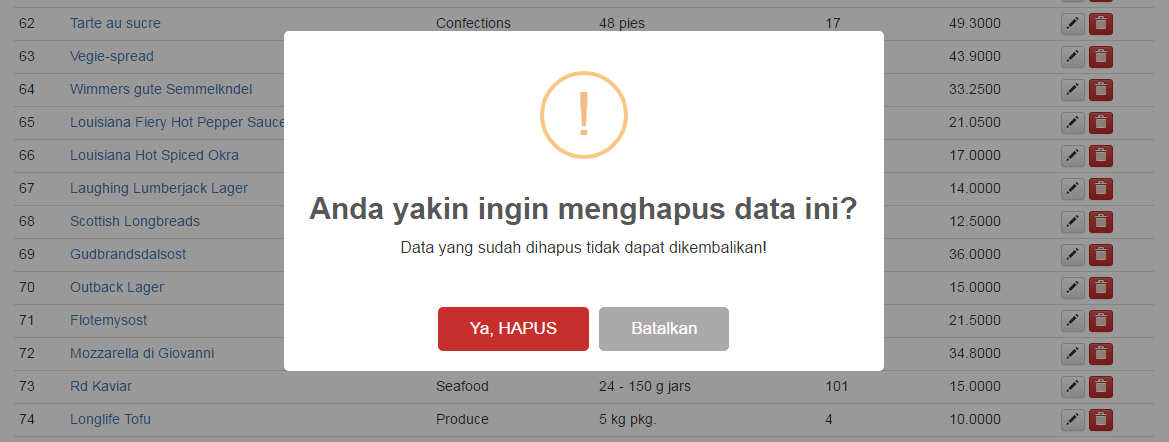 62 Tarte au sucre Confections 48 pies 17 49.3000
63 Vegie-spread 43.9000
64 Wimmers gute Semmelkndel 33.2500
65 Louisiana Fiery Hot Pepper Sauce 21.0500
66 Louisiana Hot Spiced Okra 17.0000
67 Laughing Lumberjack Lager 14.0000
68 Scottish Longbreads 12.5000
69 Gudbrandsdalsost 36.0000
70 Outback Lager 15.0000
71 Flotemysost 21.5000
72 Mozzarella di Giovanni 34.8000
73 Rd Kaviar Seafood 24 - 150 g jars 101 15.0000
74 Longlife Tofu Produce 5 kg pkg. 4 10.0000
!
Anda yakin ingin menghapus data ini?
Data yang sudah dihapus tidak dapat dikembalikan!
Ya, HAPUS Batalkan